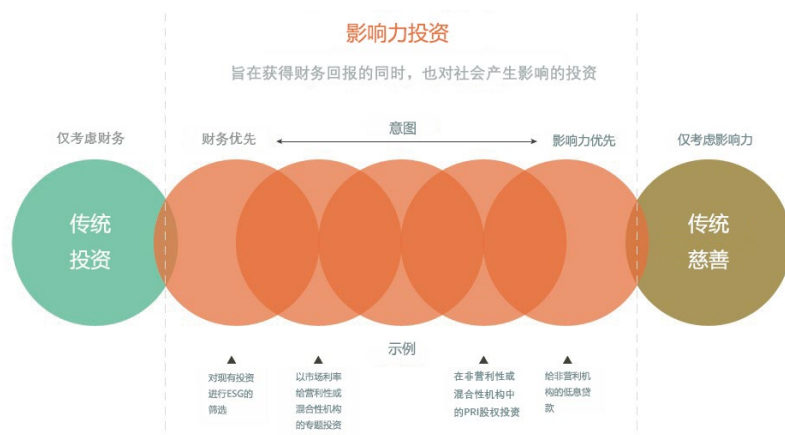 影响力投资
旨在获得财务回报的同时，也对社会产生影响的投资
仅考虑财务
财务优先
意图
影响力优先
仅考虑影响力
传统
投资
传统
慈善
示例
对现有投资
进行ESG的
筛选
以市场利率
给营利性或
混合性机构
的专题投资
在非营利性或
混合性机构中
的PRI股权投资
给非营利机
构的低息贷
款